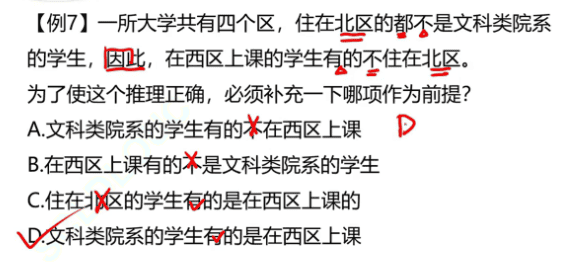 【例7】一所大学共有四个区，住在北区的都不是文科类院系
的学生，因此，在西区上课的学生有的不住在北区。
为了使这个推理正确，必须补充一下哪项作为前提？
A.文科类院系的学生有的不在西区上课 D
B.在西区上课有的不是文科类院系的学生
C.住在北区的学生有的是在西区上课的
D.文科类院系的学生有的是在西区上课